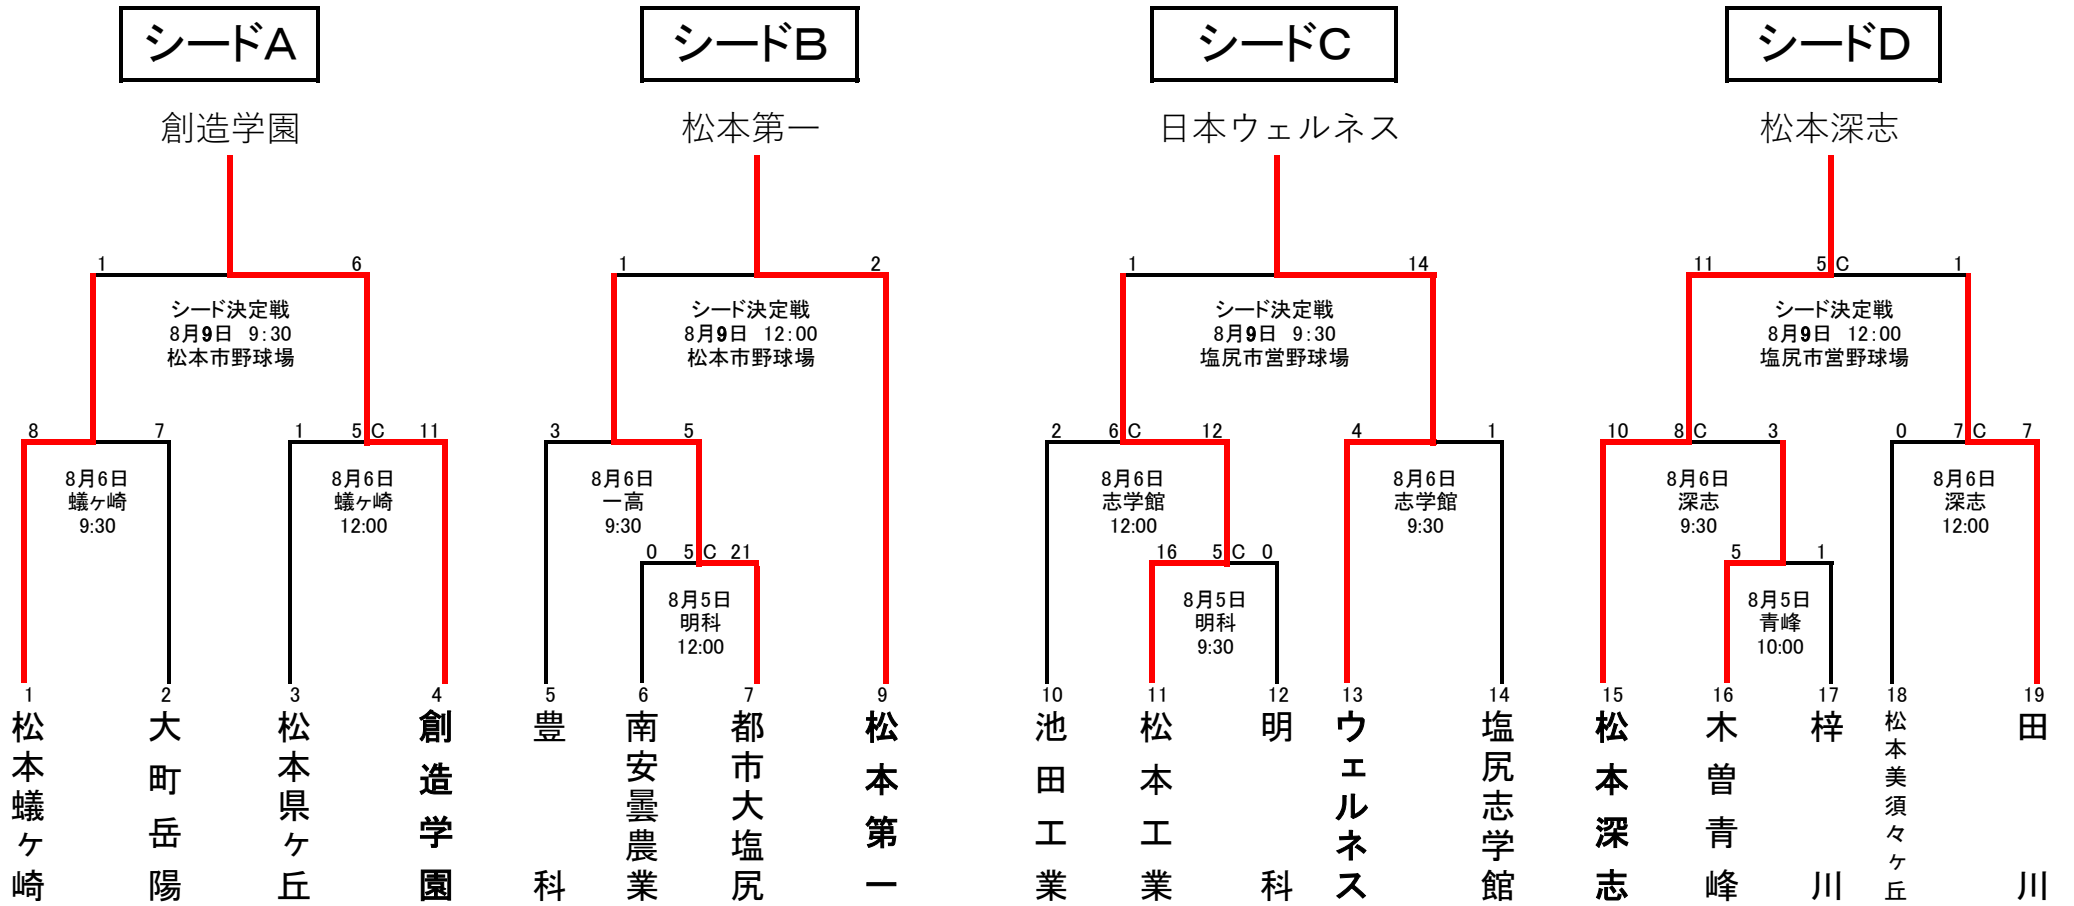 シードA
シードB
シードC
シードD
創造学園
松本第一
日本ウェルネス
松本深志
1 6
1 2
1 14
11 5 C 1
シード決定戦
8月9日 9:30
松本市野球場
シード決定戦
8月9日 12:00
松本市野球場
シード決定戦
8月9日 9:30
塩尻市営野球場
シード決定戦
8月9日 12:00
塩尻市営野球場
8 7
1 5 C 11
3 5
2 6 C 12
4 1
10 8 C 3
0 7 C 7
8月6日
蟻ヶ崎
9:30
8月6日
蟻ヶ崎
12:00
8月6日
一高
9:30
8月6日
志学館
12:00
8月6日
志学館
9:30
8月6日
深志
9:30
8月6日
深志
12:00
0 5 C 21
16 5 C 0
5 1
8月5日
明科
12:00
8月5日
明科
9:30
8月5日
青峰
10:00
1
松本蟻ヶ崎
2
大町岳陽
3
松本県ヶ丘
4
創造学園
5
豊科
6
南安曇農業
7
都市大塩尻
9
松本第一
10
池田工業
11
松本工業
12
明科
13
ウェルネス
14
塩尻志学館
15
松本深志
16
木曽青峰
17
梓川
18
松本美須々ヶ丘
19
田川